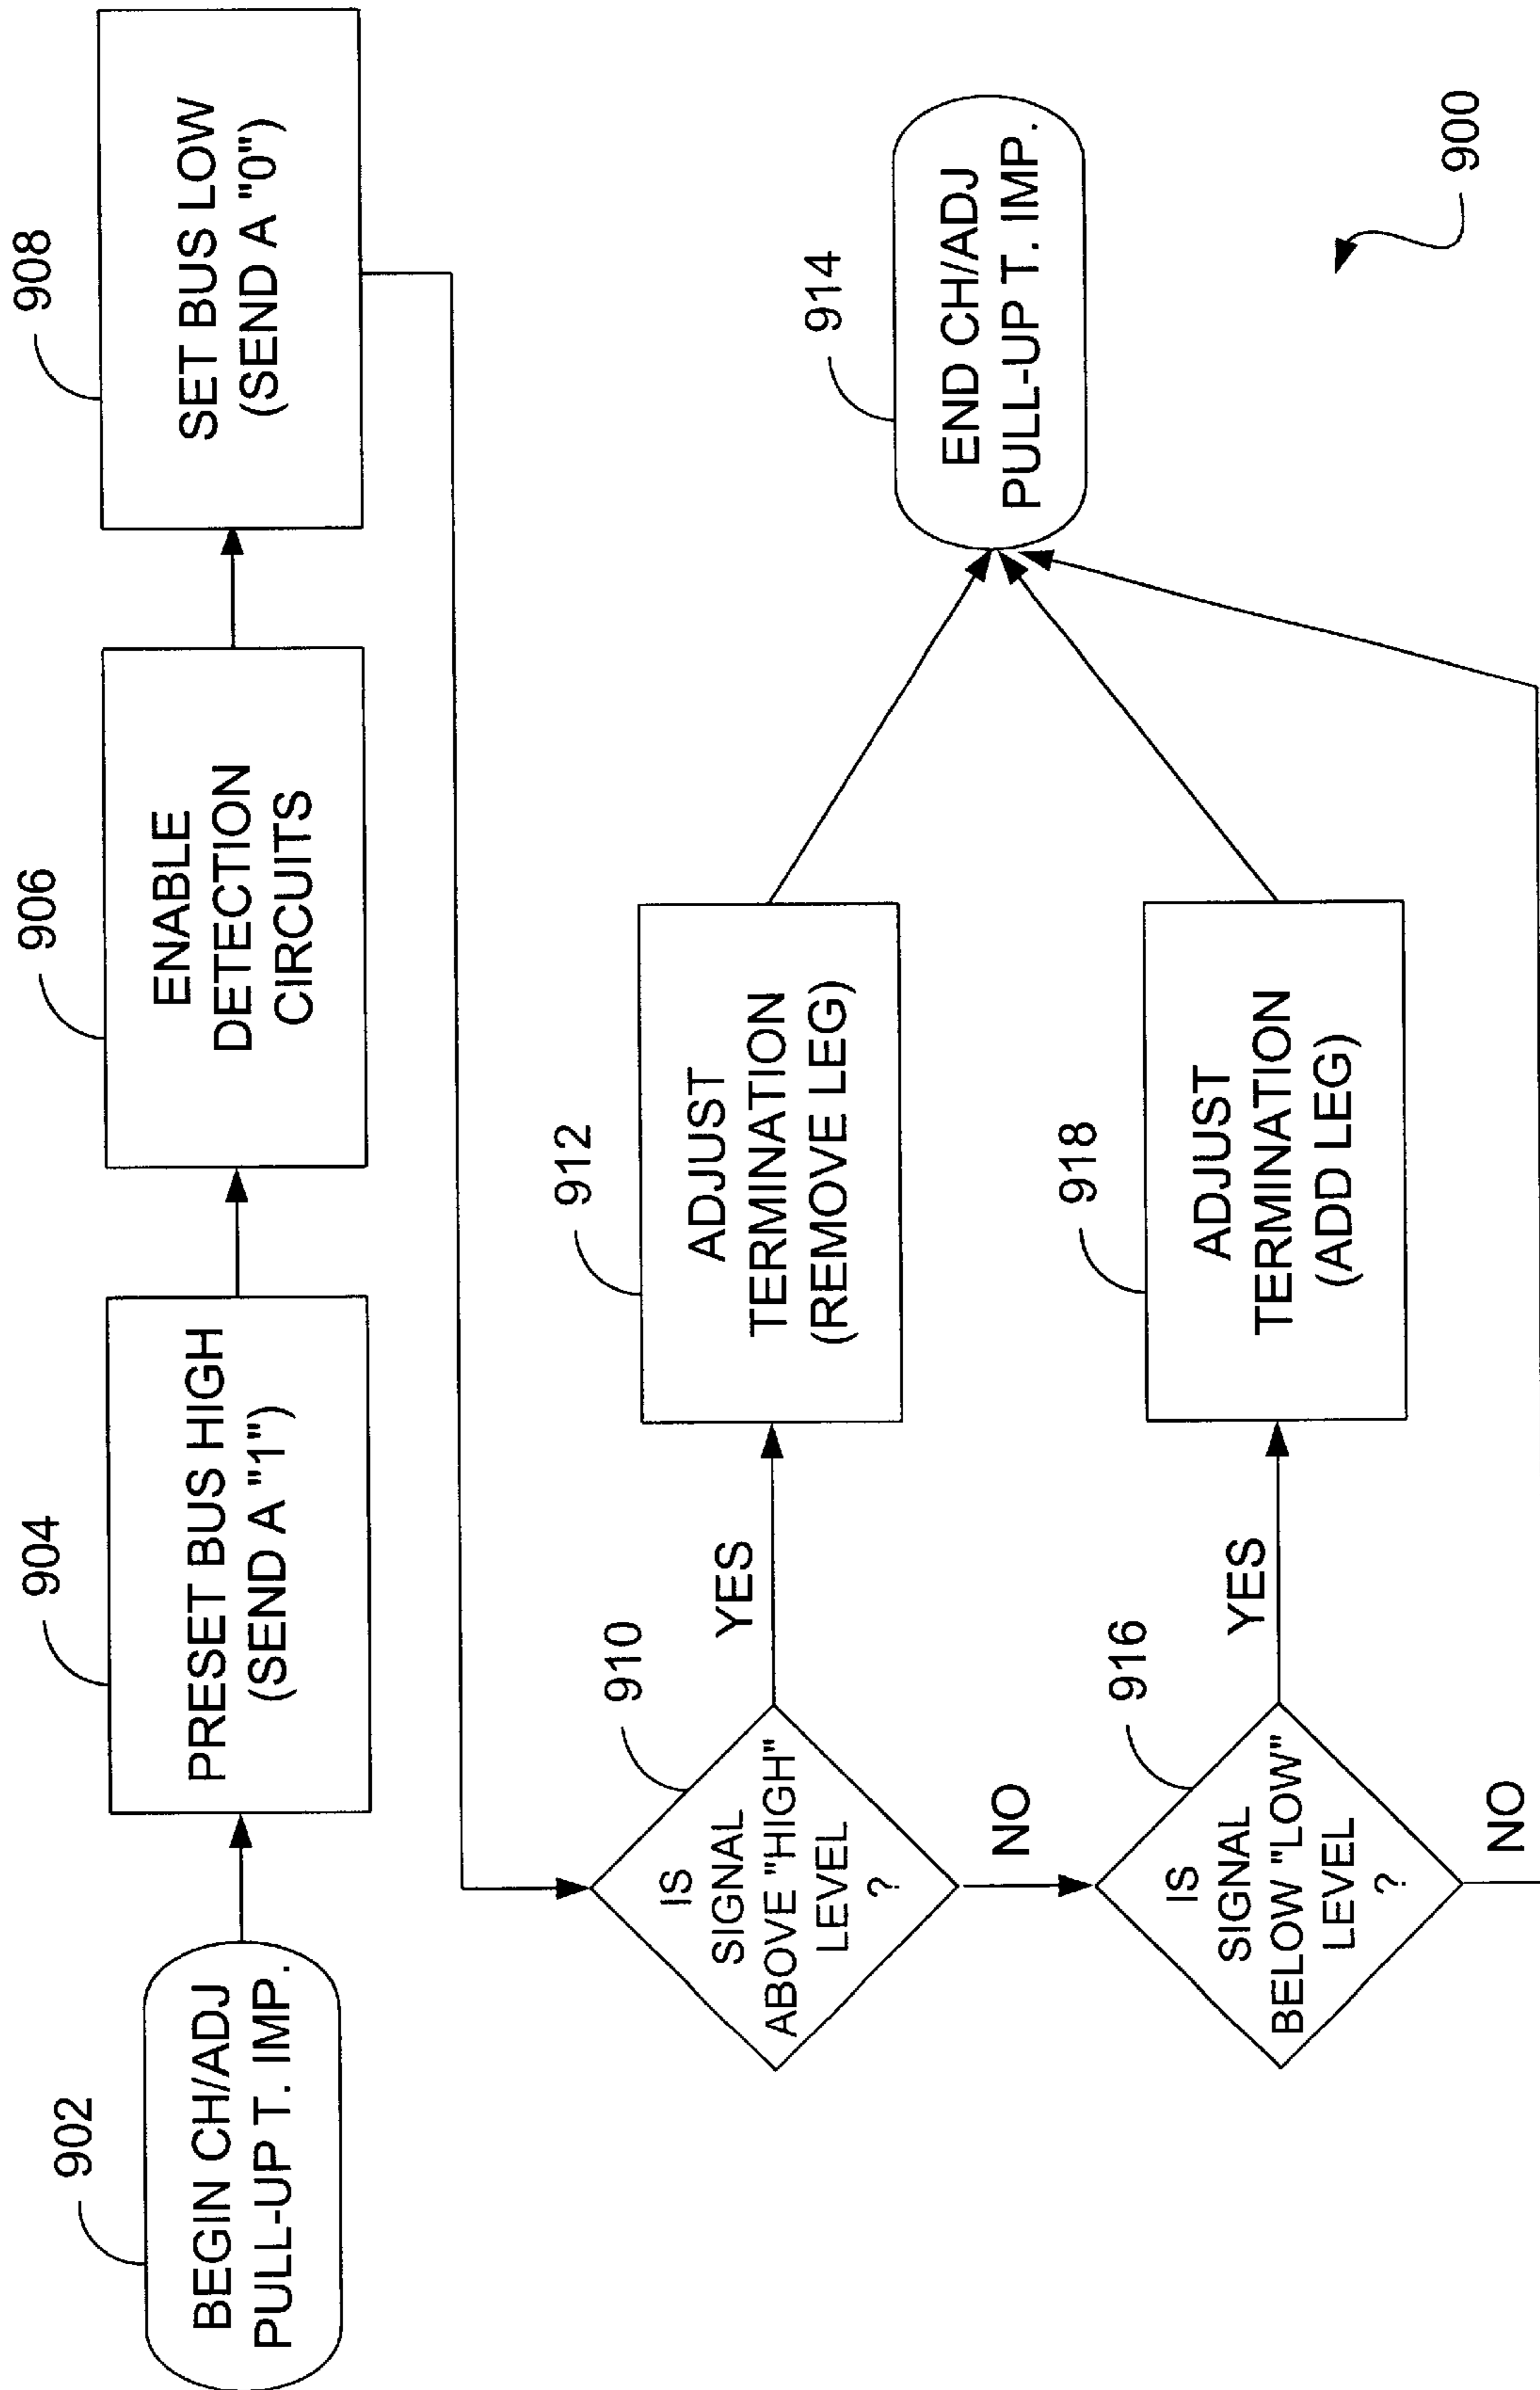 902
BEGIN CH/ADJ
PULL-UP T. IMP.
904
PRESET BUS HIGH
(SEND A "1")
906
ENABLE
DETECTION
CIRCUITS
908
SET BUS LOW
(SEND A "0")
910
IS
SIGNAL
ABOVE "HIGH"
LEVEL
?
YES
NO
912
ADJUST
TERMINATION
(REMOVE LEG)
914
END CH/ADJ
PULL-UP T. IMP.
916
IS
SIGNAL
BELOW "LOW"
LEVEL
?
YES
NO
918
ADJUST
TERMINATION
(ADD LEG)
900